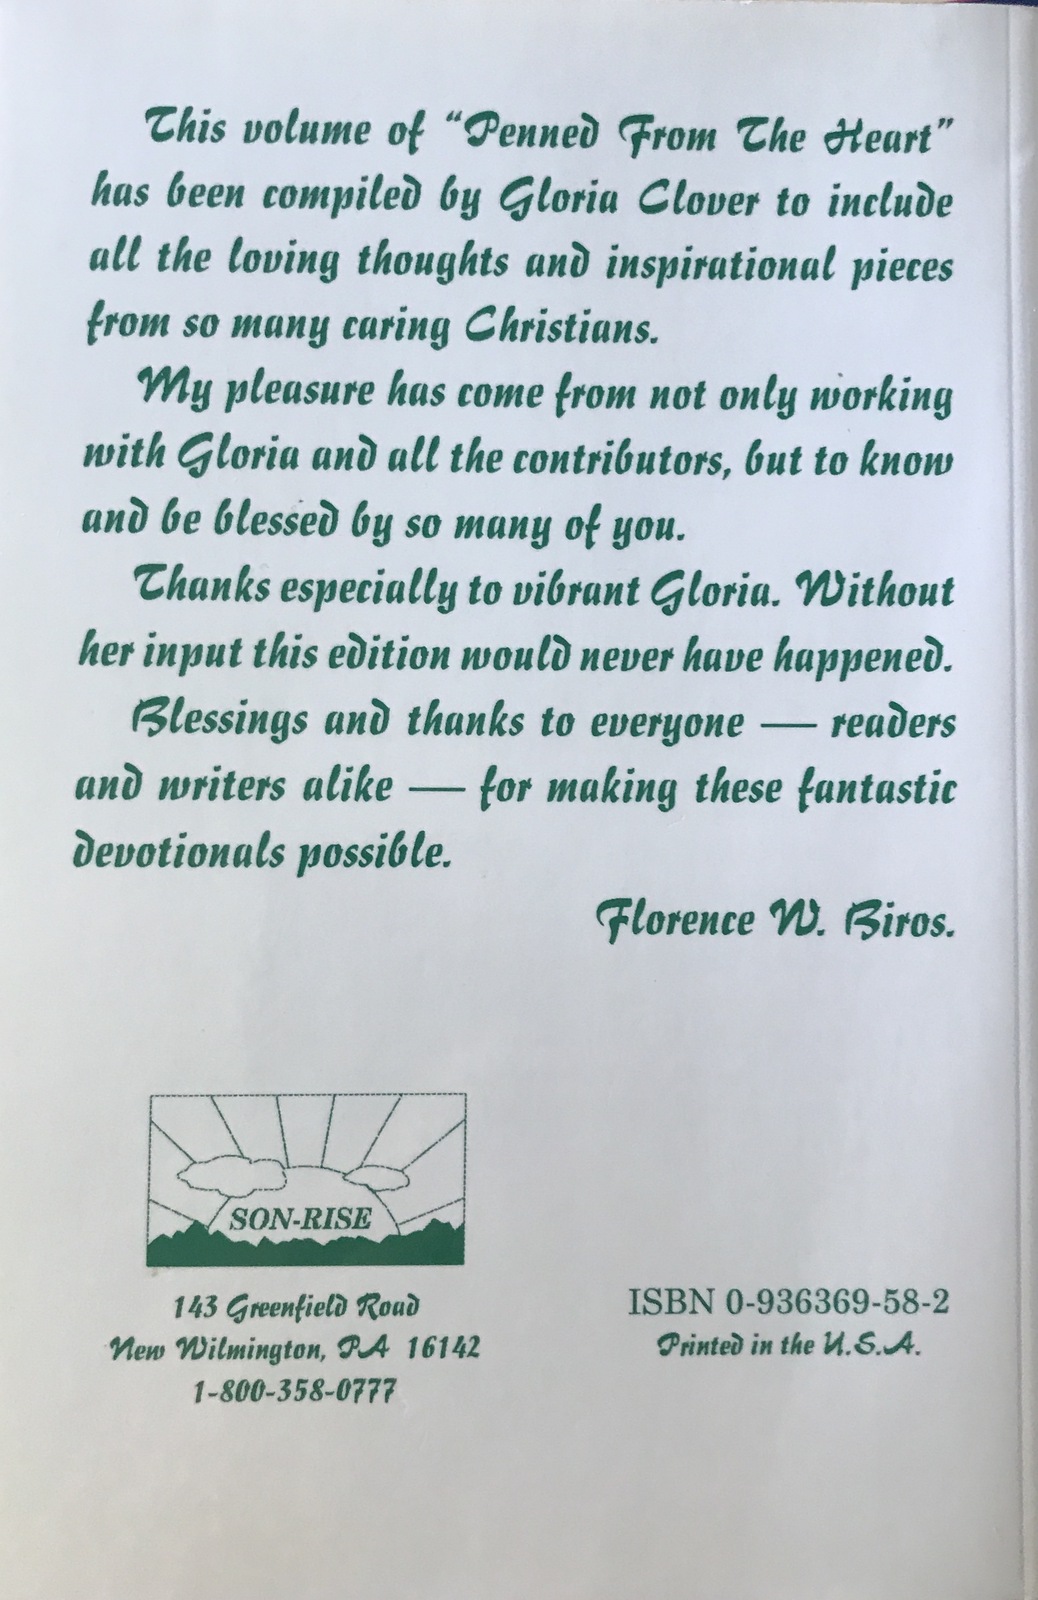 This volume of “Penned From The Heart”
has been compiled by Gloria Clover to include
all the loving thoughts and inspirational pieces
from so many caring Christians.
My pleasure has come from not only working
with Gloria and all the contributors, but to know
and be blessed by so many of you.
Thanks especially to vibrant Gloria. Without
her input this edition would never have happened.
Blessings and thanks to everyone — readers
and writers alike — for making these fantastic
devotionals possible.
Florence W. Biros.
SON-RISE
143 Greenfield Road
New Wilmington, PA 16142
1-800-358-0777
ISBN 0-936369-58-2
Printed in the U.S.A.